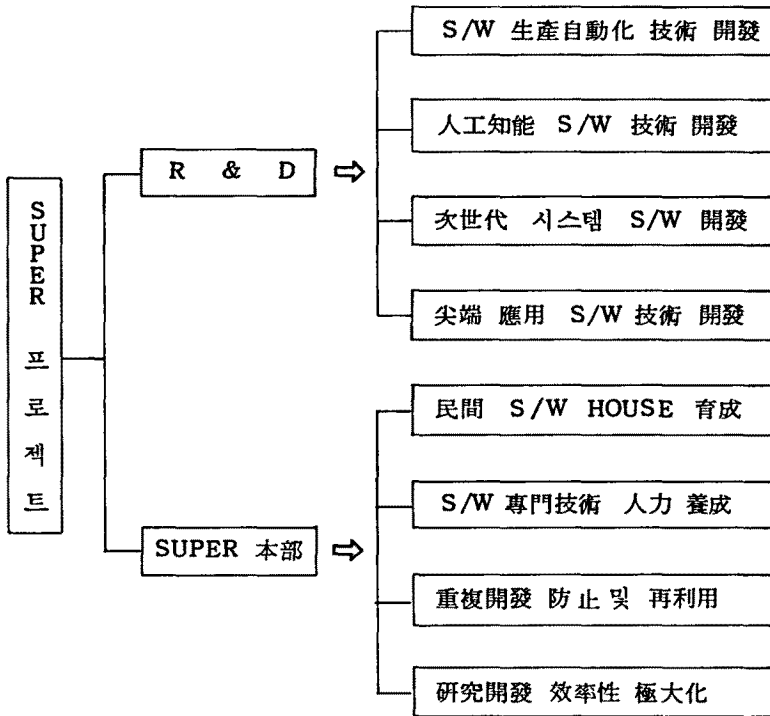 SUPER 프로젝트
R & D
S/W 生産自動化 技術 開發
人工知能 S/W 技術 開發
次世代 시스템 S/W 開發
尖端 應用 S/W 技術 開發
SUPER 本部
民間 S/W HOUSE 育成
S/W 專門技術 人力 養成
重複開發 防止 및 再利用
硏究開發 效率性 極大化